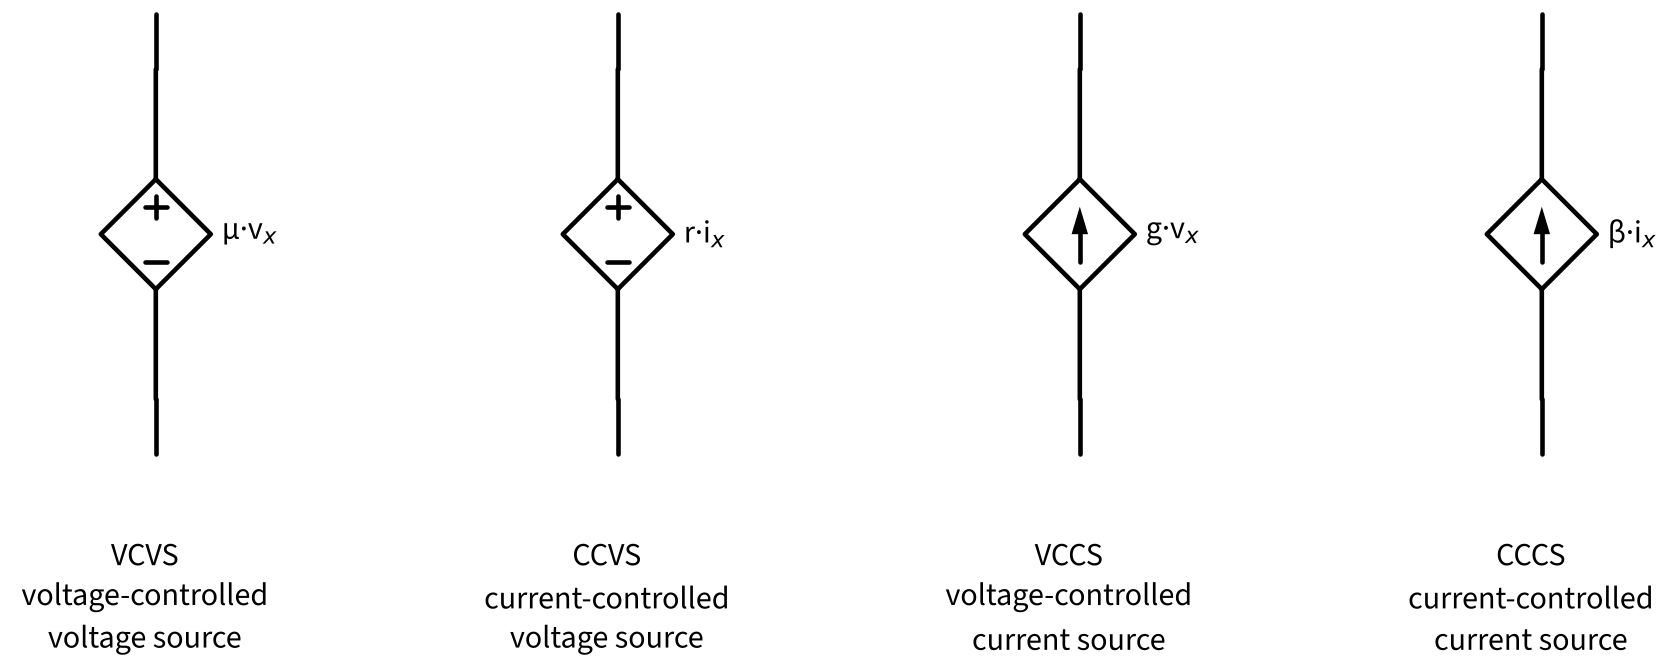 +
−
μ·vₓ
+
−
r·iₓ
g·vₓ
β·iₓ
VCVS
voltage-controlled
voltage source
CCVS
current-controlled
voltage source
VCCS
voltage-controlled
current source
CCCS
current-controlled
current source